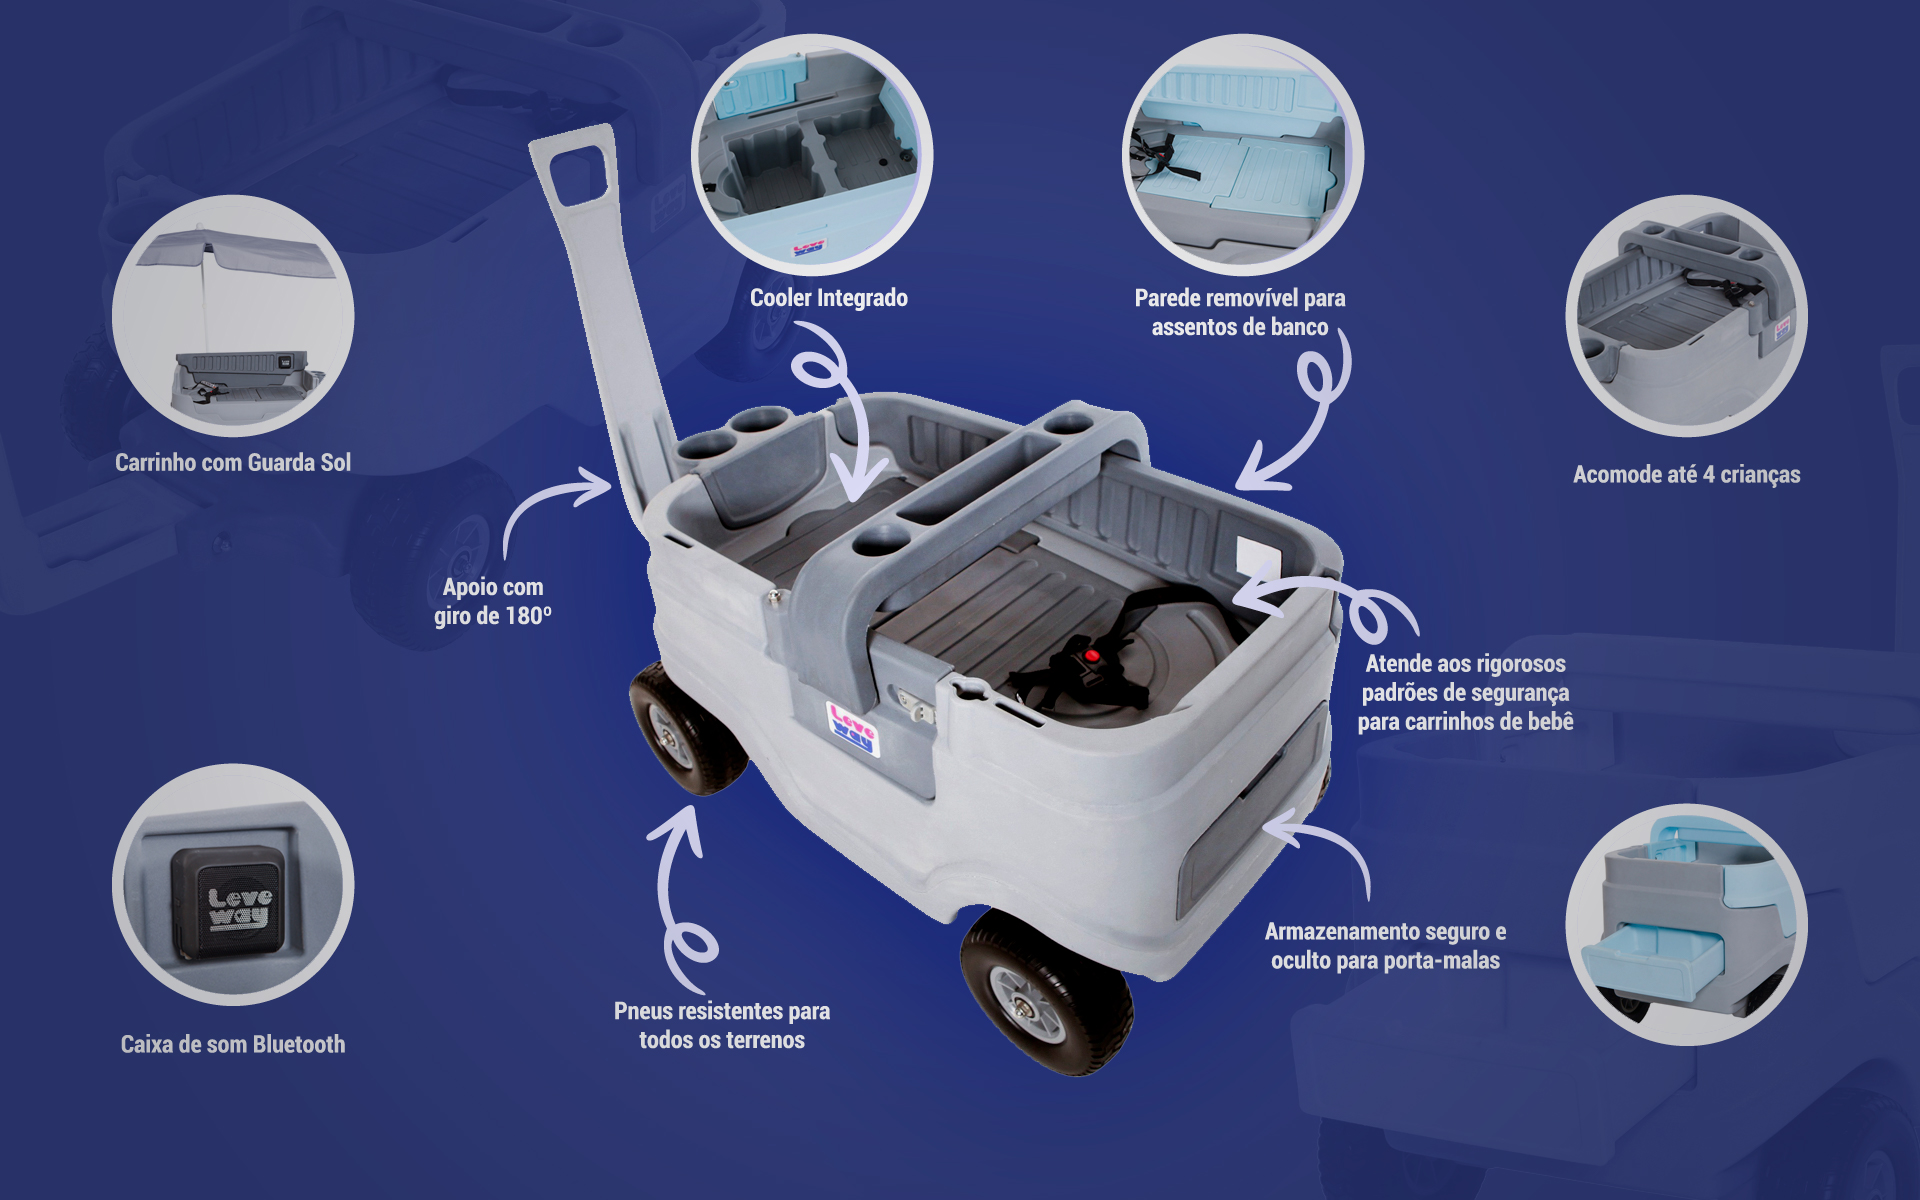 Cooler Integrado
Parede removível para
assentos de banco
Carrinho com Guarda Sol
Acomode até 4 crianças
Apoio com
giro de 180º
Atende aos rigorosos
padrões de segurança
para carrinhos de bebê
Leve
way
Leve
way
Armazenamento seguro e
oculto para porta-malas
Pneus resistentes para
todos os terrenos
Caixa de som Bluetooth